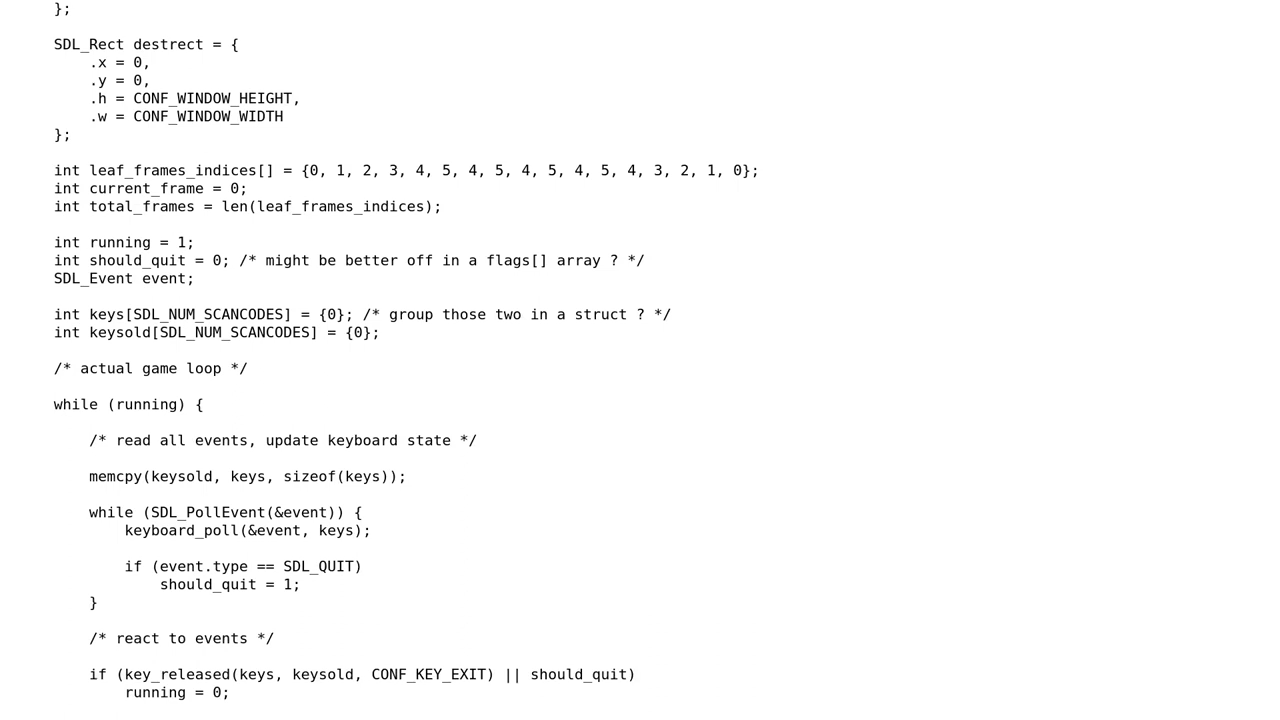 };
SDL_Rect destrect = {
.x = 0,
.y = 0,
.h = CONF_WINDOW_HEIGHT,
.w = CONF_WINDOW_WIDTH
};
int leaf_frames_indices[] = {0, 1, 2, 3, 4, 5, 4, 5, 4, 5, 4, 5, 4, 3, 2, 1, 0};
int current_frame = 0;
int total_frames = len(leaf_frames_indices);
int running = 1;
int should_quit = 0; /* might be better off in a flags[] array ? */
SDL_Event event;
int keys[SDL_NUM_SCANCODES] = {0}; /* group those two in a struct ? */
int keysold[SDL_NUM_SCANCODES] = {0};
/* actual game loop */
while (running) {
/* read all events, update keyboard state */
memcpy(keysold, keys, sizeof(keys));
while (SDL_PollEvent(&event)) {
keyboard_poll(&event, keys);
if (event.type == SDL_QUIT)
should_quit = 1;
}
/* react to events */
if (key_released(keys, keysold, CONF_KEY_EXIT) || should_quit)
running = 0;